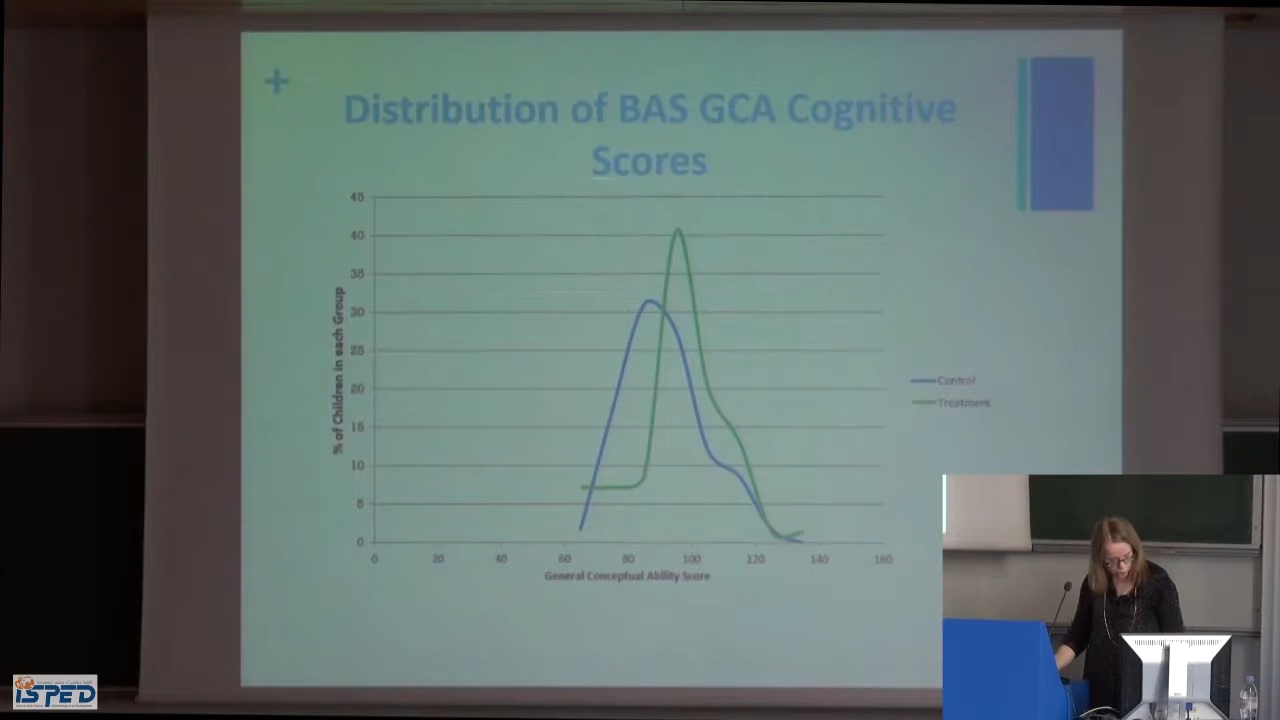 +
Distribution of BAS GCA Cognitive
Scores
45
40
35
30
25
20
15
10
5
0
% of Children in each Group
0 20 40 60 80 100 120 140 160
General Conceptual Ability Score
Control
Treatment
ISPED